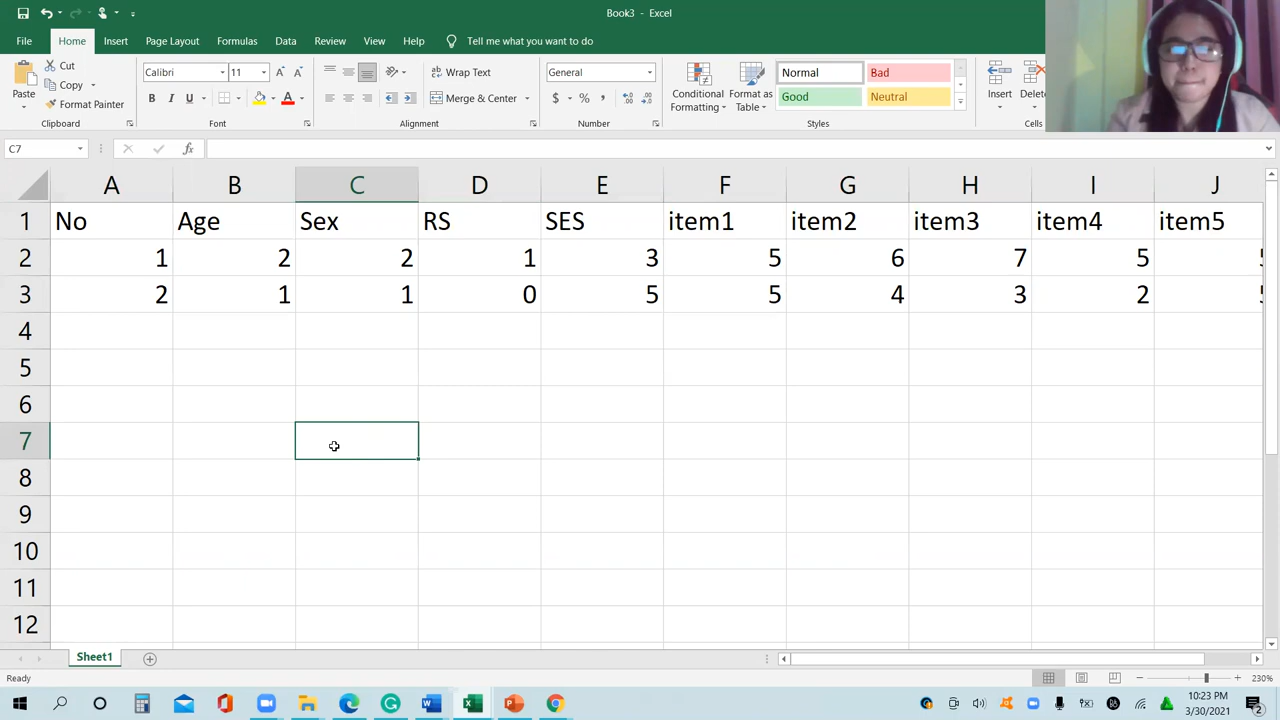 Book3 - Excel
File Home Insert Page Layout Formulas Data Review View Help Tell me what you want to do
Paste Cut Copy Format Painter
Calibri 11
B I U A
Wrap Text
Merge & Center
General
$ % ,
Conditional Formatting
Format as Table
Normal Bad
Good Neutral
Insert Delete
Clipboard Font Alignment Number Styles Cells
C7 fx
A B C D E F G H I J
1 No Age Sex RS SES item1 item2 item3 item4 item5
2 1 2 2 1 3 5 6 7 5
3 2 1 1 0 5 5 4 3 2
4
5
6
7
8
9
10
11
12
Sheet1
Ready 230%
10:23 PM
3/30/2021
2